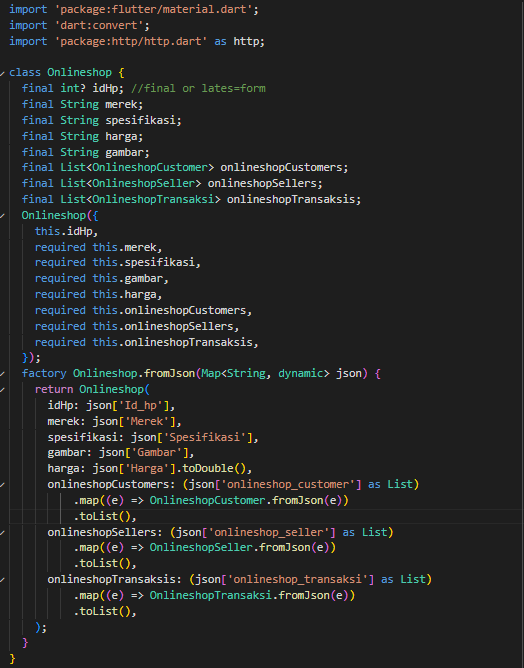 import 'package:flutter/material.dart';
import 'dart:convert';
import 'package:http/http.dart' as http;

class Onlineshop {
  final int? idHp; //final or lates=form
  final String merek;
  final String spesifikasi;
  final String harga;
  final String gambar;
  final List<OnlineshopCustomer> onlineshopCustomers;
  final List<OnlineshopSeller> onlineshopSellers;
  final List<OnlineshopTransaksi> onlineshopTransaksis;
  Onlineshop({
    this.idHp,
    required this.merek,
    required this.spesifikasi,
    required this.gambar,
    required this.harga,
    required this.onlineshopCustomers,
    required this.onlineshopSellers,
    required this.onlineshopTransaksis,
  });
  factory Onlineshop.fromJson(Map<String, dynamic> json) {
    return Onlineshop(
      idHp: json['Id_hp'],
      merek: json['Merek'],
      spesifikasi: json['Spesifikasi'],
      gambar: json['Gambar'],
      harga: json['Harga'].toDouble(),
      onlineshopCustomers: (json['onlineshop_customer'] as List)
          .map((e) => OnlineshopCustomer.fromJson(e))
          .toList(),
      onlineshopSellers: (json['onlineshop_seller'] as List)
          .map((e) => OnlineshopSeller.fromJson(e))
          .toList(),
      onlineshopTransaksis: (json['onlineshop_transaksi'] as List)
          .map((e) => OnlineshopTransaksi.fromJson(e))
          .toList(),
    );
  }
}